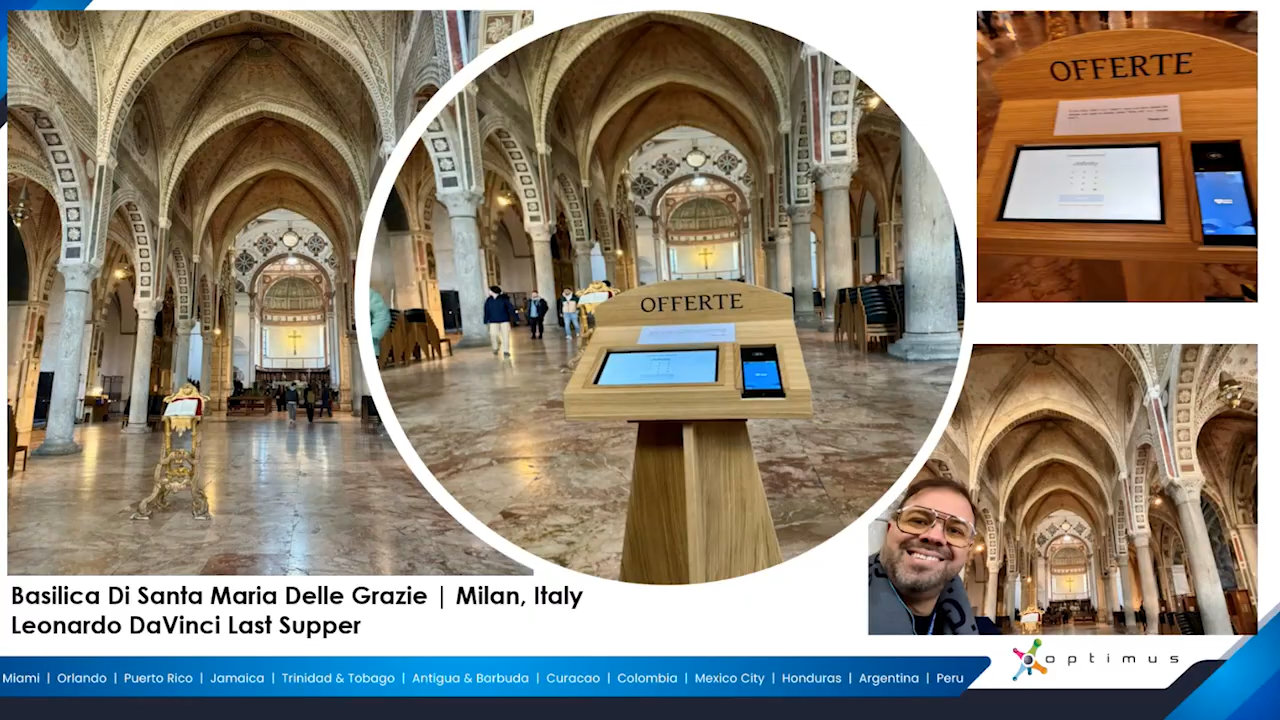 OFFERTE
OFFERTE
Basilica Di Santa Maria Delle Grazie | Milan, Italy
Leonardo DaVinci Last Supper
optimus
Miami | Orlando | Puerto Rico | Jamaica | Trinidad & Tobago | Antigua & Barbuda | Curacao | Colombia | Mexico City | Honduras | Argentina | Peru